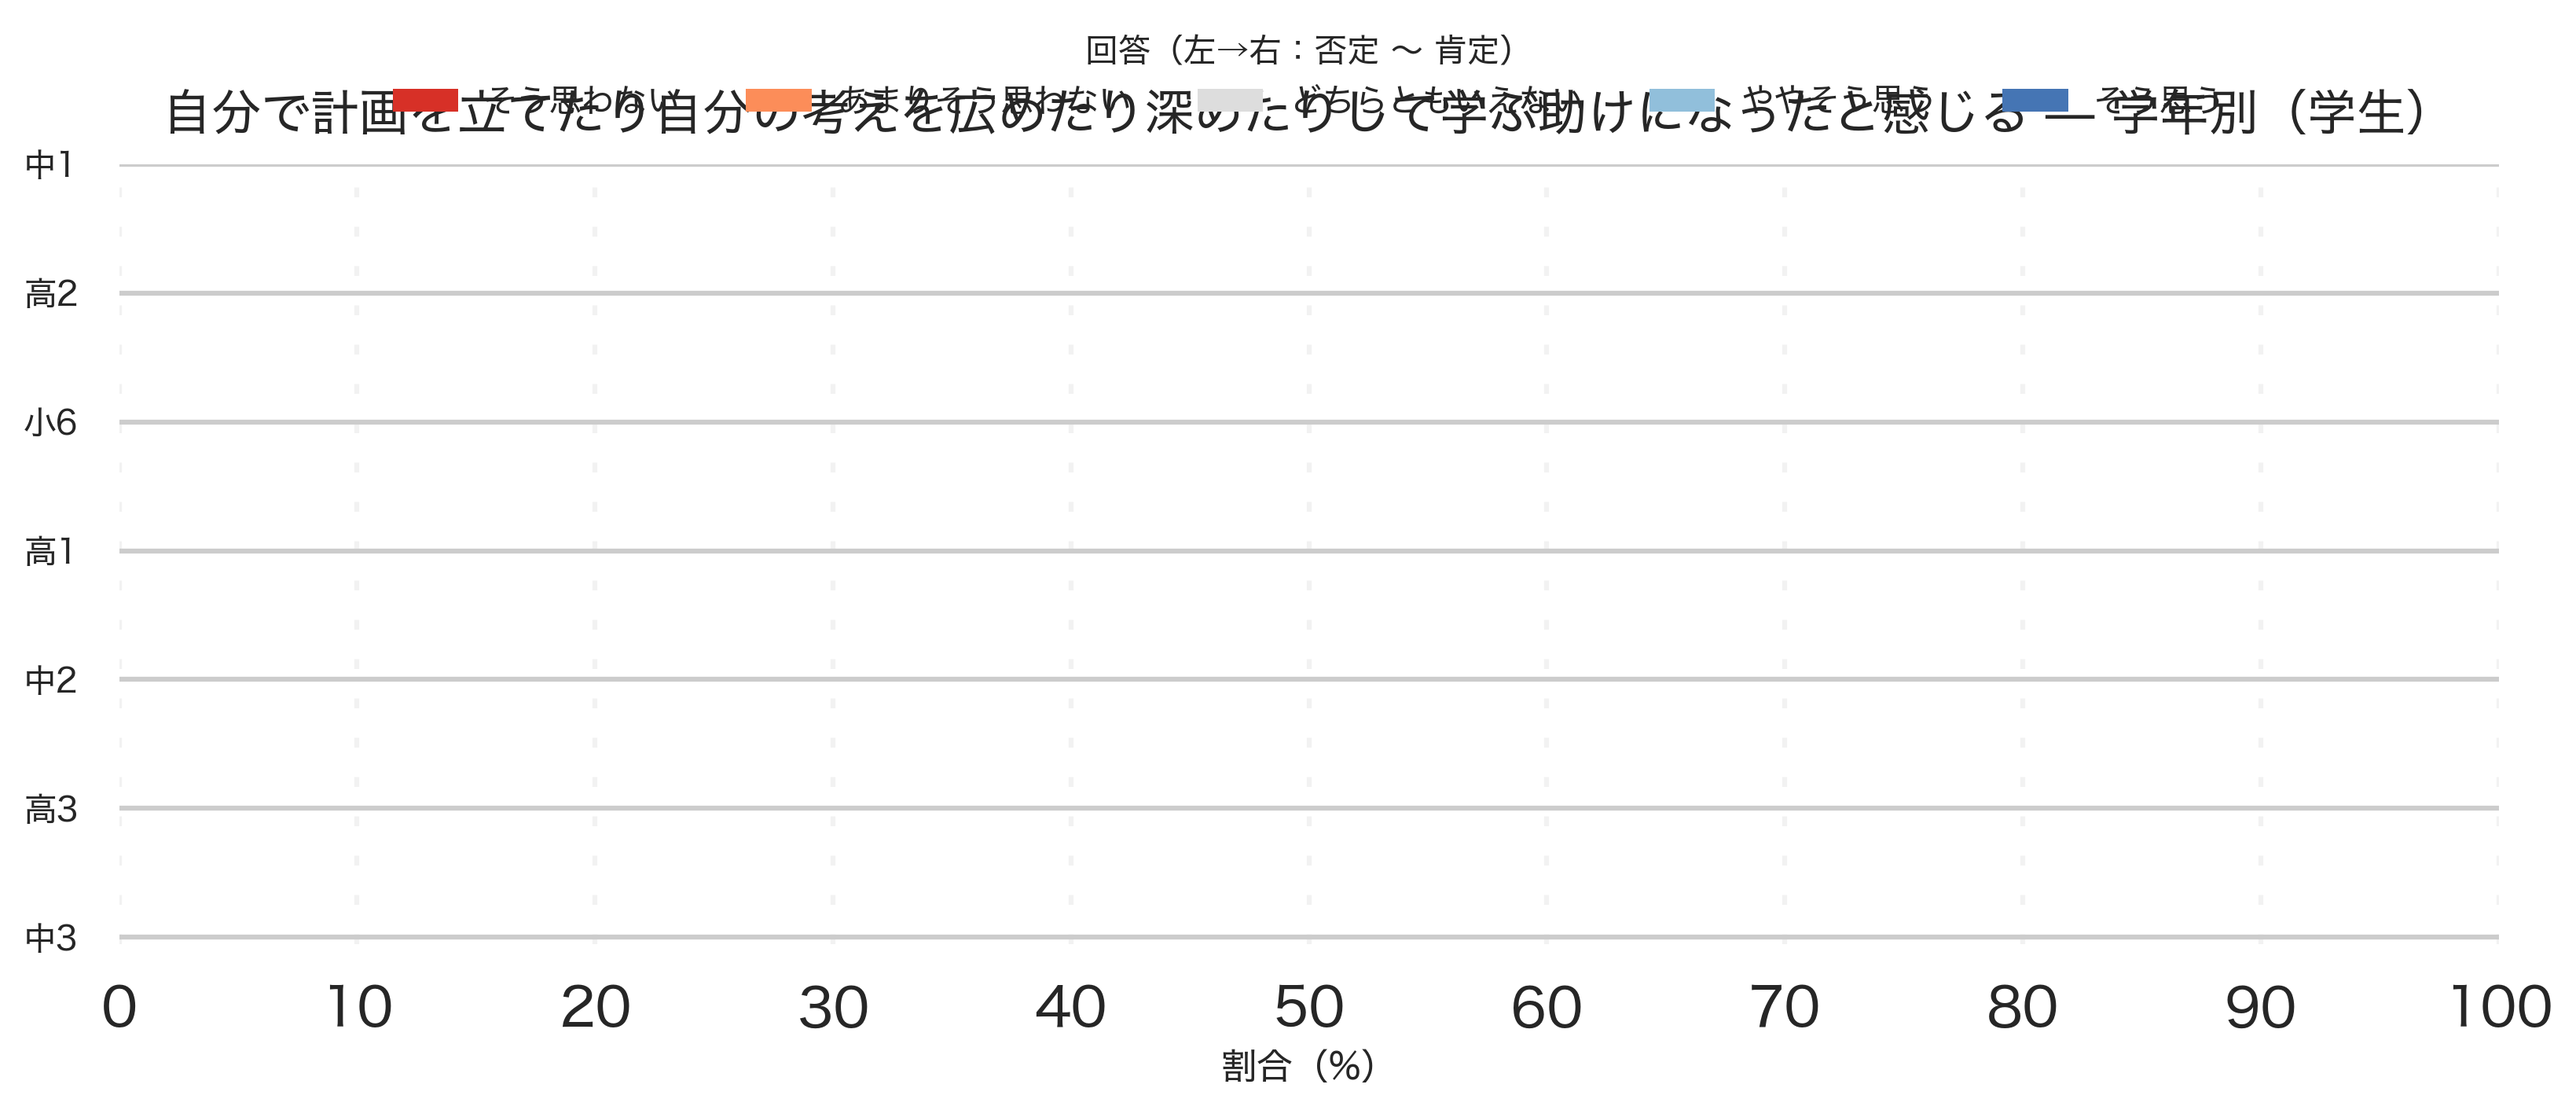 回答（左→右：否定 ～ 肯定）
そう思わない あまりそう思わない どちらともいえない ややそう思う そう思う
自分で計画を立てたり自分の考えを広めたり深めたりして学ぶ助けになったと感じる — 学年別（学生）
中1
高2
小6
高1
中2
高3
中3
0 10 20 30 40 50 60 70 80 90 100
割合（%）